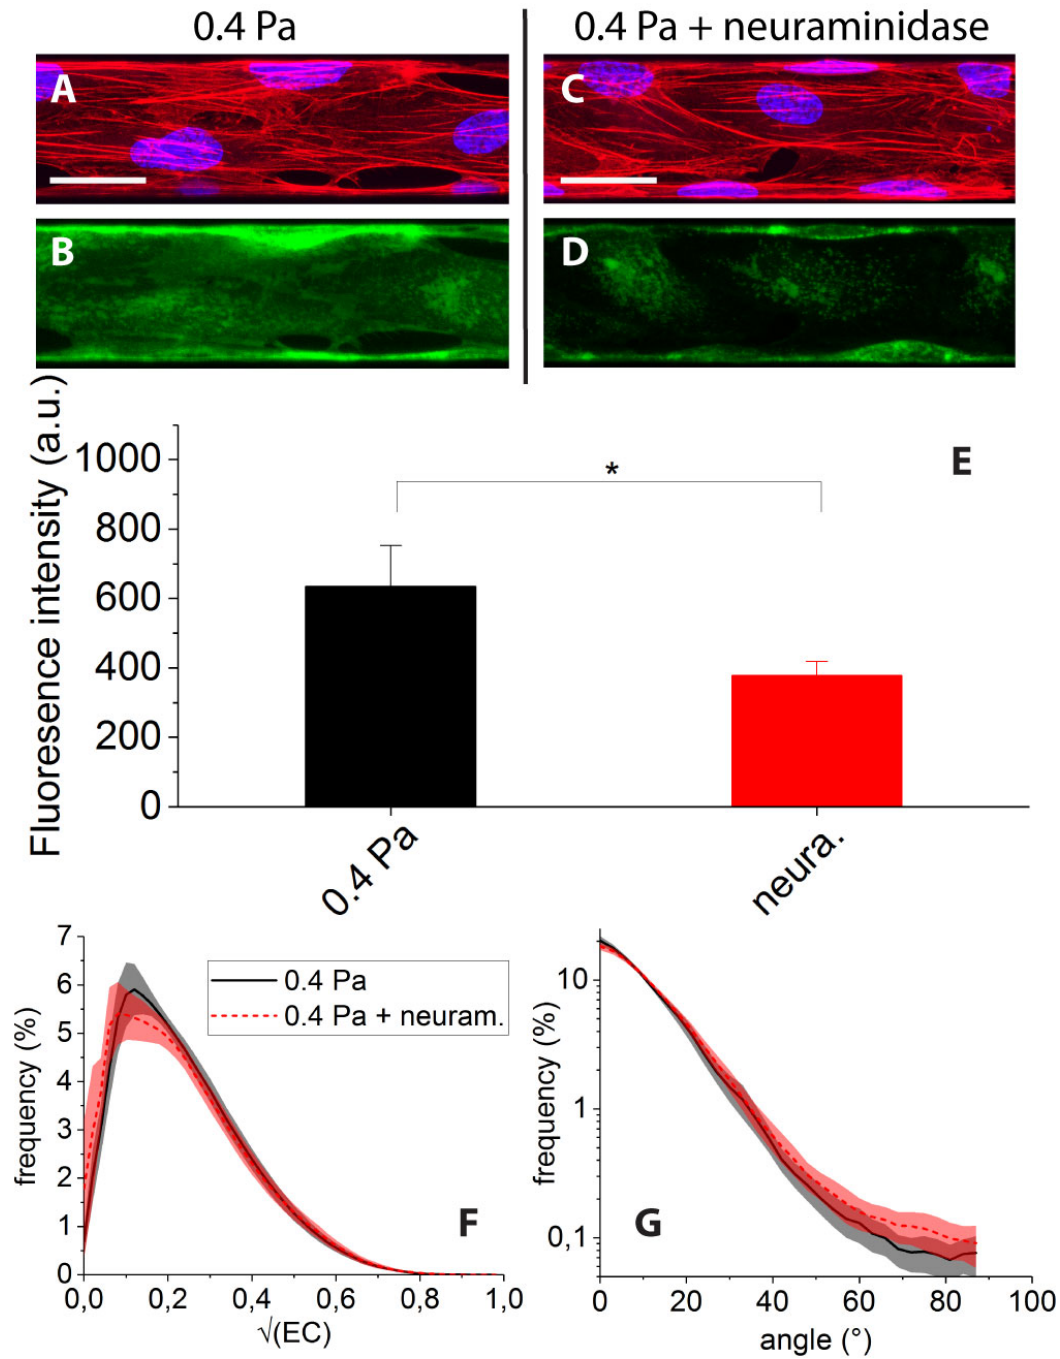 0.4 Pa
0.4 Pa + neuraminidase
A
C
B
D
Fluoresence intensity (a.u.)
1000
800
600
400
200
0
*
E
0.4 Pa
neura.
frequency (%)
7
6
5
4
3
2
1
0
0.4 Pa
0.4 Pa + neuram.
F
0,0
0,2
0,4
0,6
0,8
1,0
√(EC)
frequency (%)
10
1
0,1
G
0
20
40
60
80
100
angle (°)